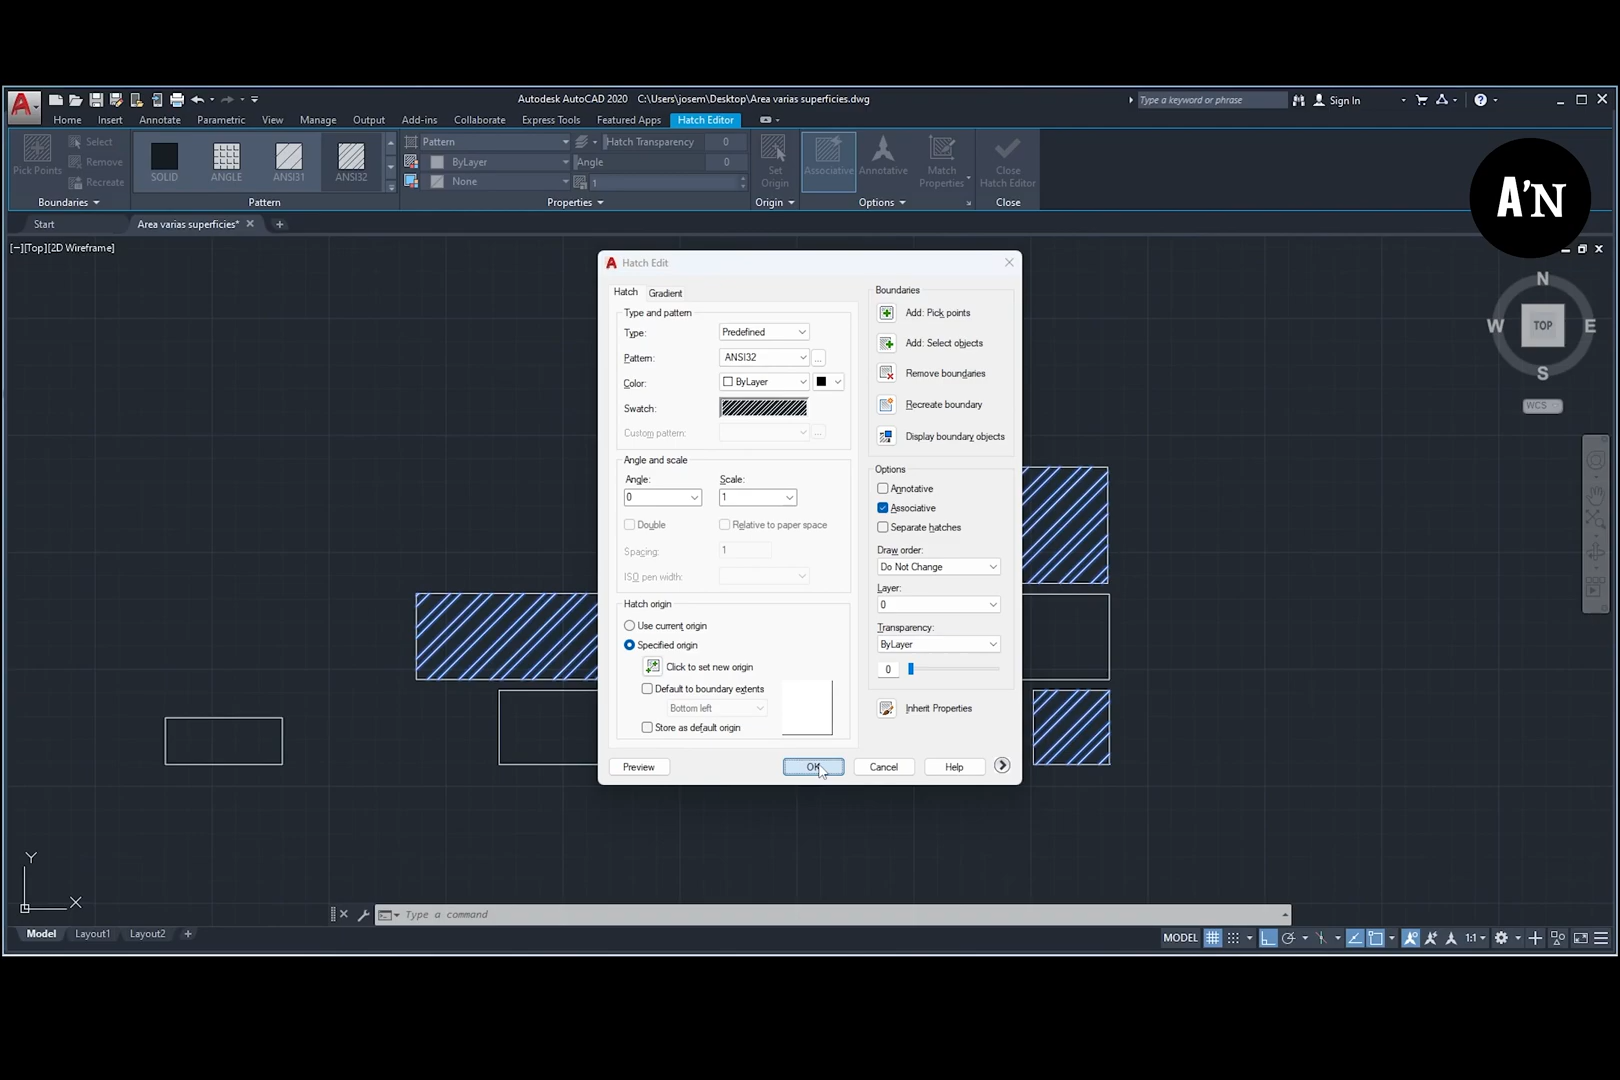 Autodesk AutoCAD 2020 C:\Users\josem\Desktop\Area varias superficies.dwg
Type a keyword or phrase
Sign In
Home Insert Annotate Parametric View Manage Output Add-ins Collaborate Express Tools Featured Apps Hatch Editor
Pick Points
Select
Remove
Recreate
Boundaries
SOLID ANGLE ANSI31 ANSI32
Pattern
Pattern Hatch Transparency 0
ByLayer Angle 0
None 1
Properties
Set Origin
Origin
Associative Annotative Match Properties
Options
Close Hatch Editor
Close
A'N
Start Area varias superficies*
[−][Top][2D Wireframe]
N
W TOP E
S
WCS
Hatch Edit
Hatch Gradient
Type and pattern
Type: Predefined
Pattern: ANSI32 ...
Color: ByLayer
Swatch:
Custom pattern: ...
Angle and scale
Angle: Scale:
0 1
Double Relative to paper space
Spacing: 1
ISO pen width:
Hatch origin
Use current origin
Specified origin
Click to set new origin
Default to boundary extents
Bottom left
Store as default origin
Boundaries
Add: Pick points
Add: Select objects
Remove boundaries
Recreate boundary
Display boundary objects
Options
Annotative
Associative
Separate hatches
Draw order:
Do Not Change
Layer:
0
Transparency:
ByLayer
0
Inherit Properties
Preview OK Cancel Help
Y
X
Type a command
Model Layout1 Layout2 +
MODEL 1:1